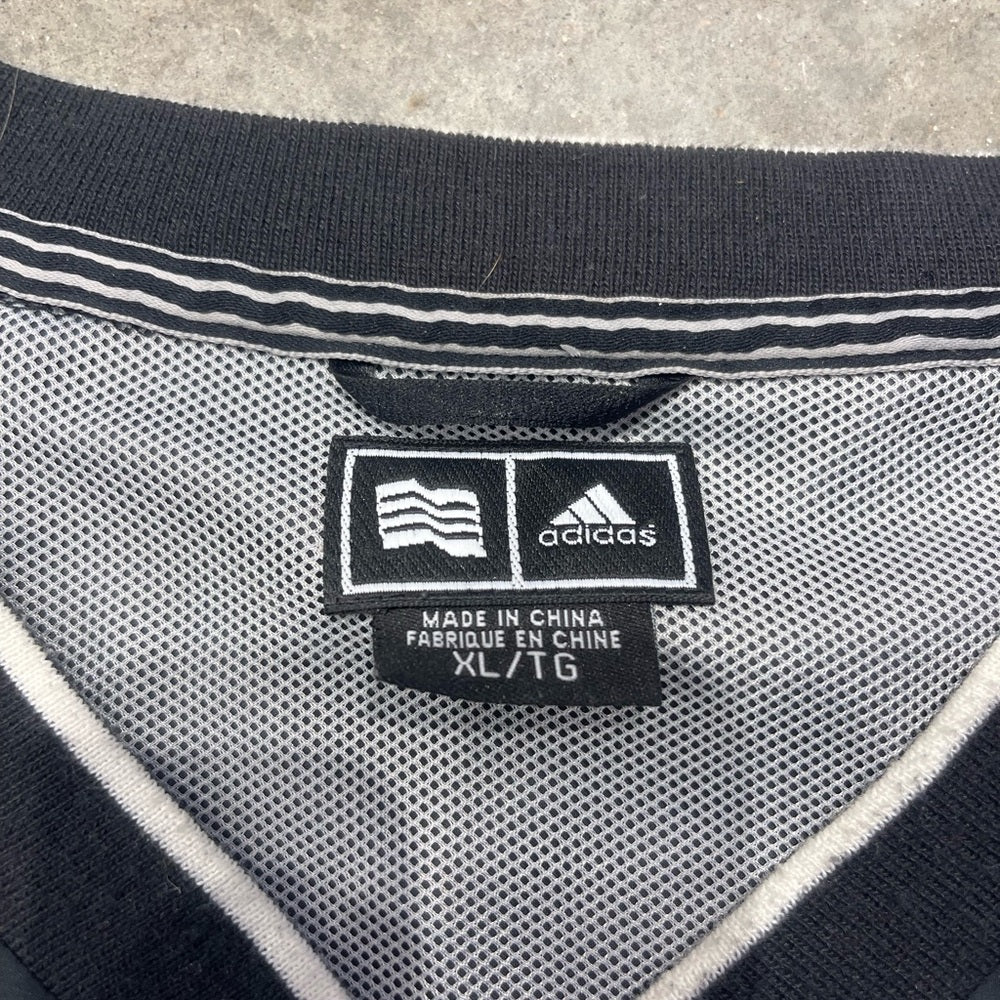 adidas
MADE IN CHINA
FABRIQUE EN CHINE
XL/TG